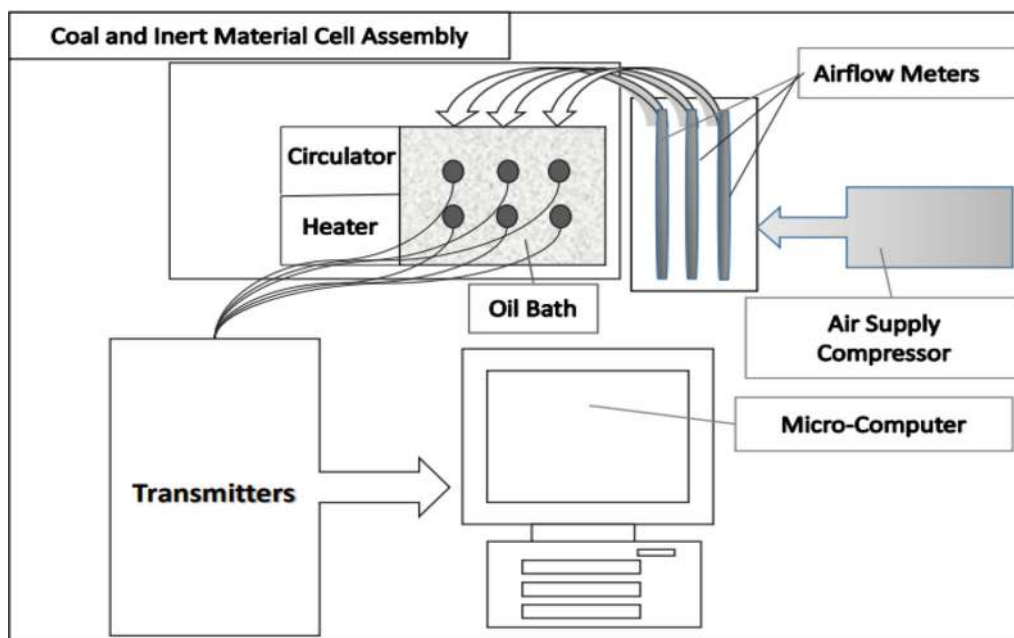 Coal and Inert Material Cell Assembly
Airflow Meters
Circulator
Heater
Oil Bath
Air Supply
Compressor
Micro-Computer
Transmitters